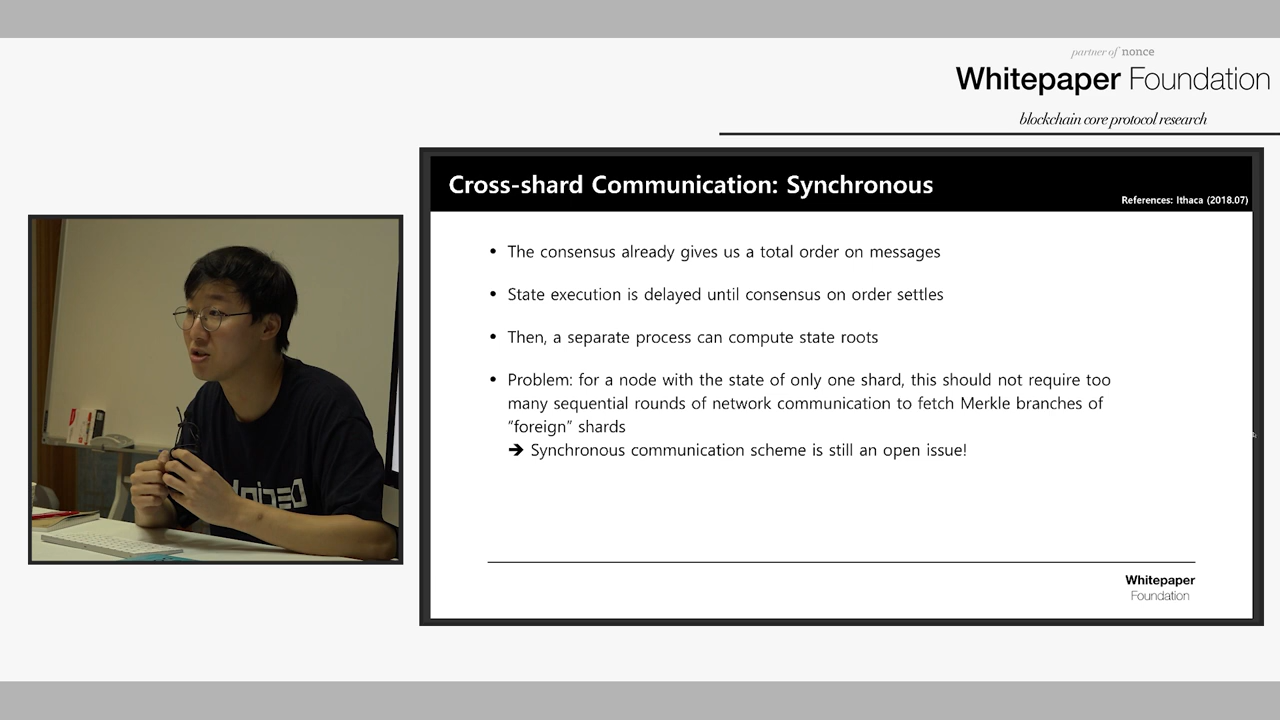 partner of nonce
Whitepaper Foundation
blockchain core protocol research
Cross-shard Communication: Synchronous
References: Ithaca (2018.07)
• The consensus already gives us a total order on messages
• State execution is delayed until consensus on order settles
• Then, a separate process can compute state roots
• Problem: for a node with the state of only one shard, this should not require too
many sequential rounds of network communication to fetch Merkle branches of
“foreign” shards
➔ Synchronous communication scheme is still an open issue!
Whitepaper
Foundation